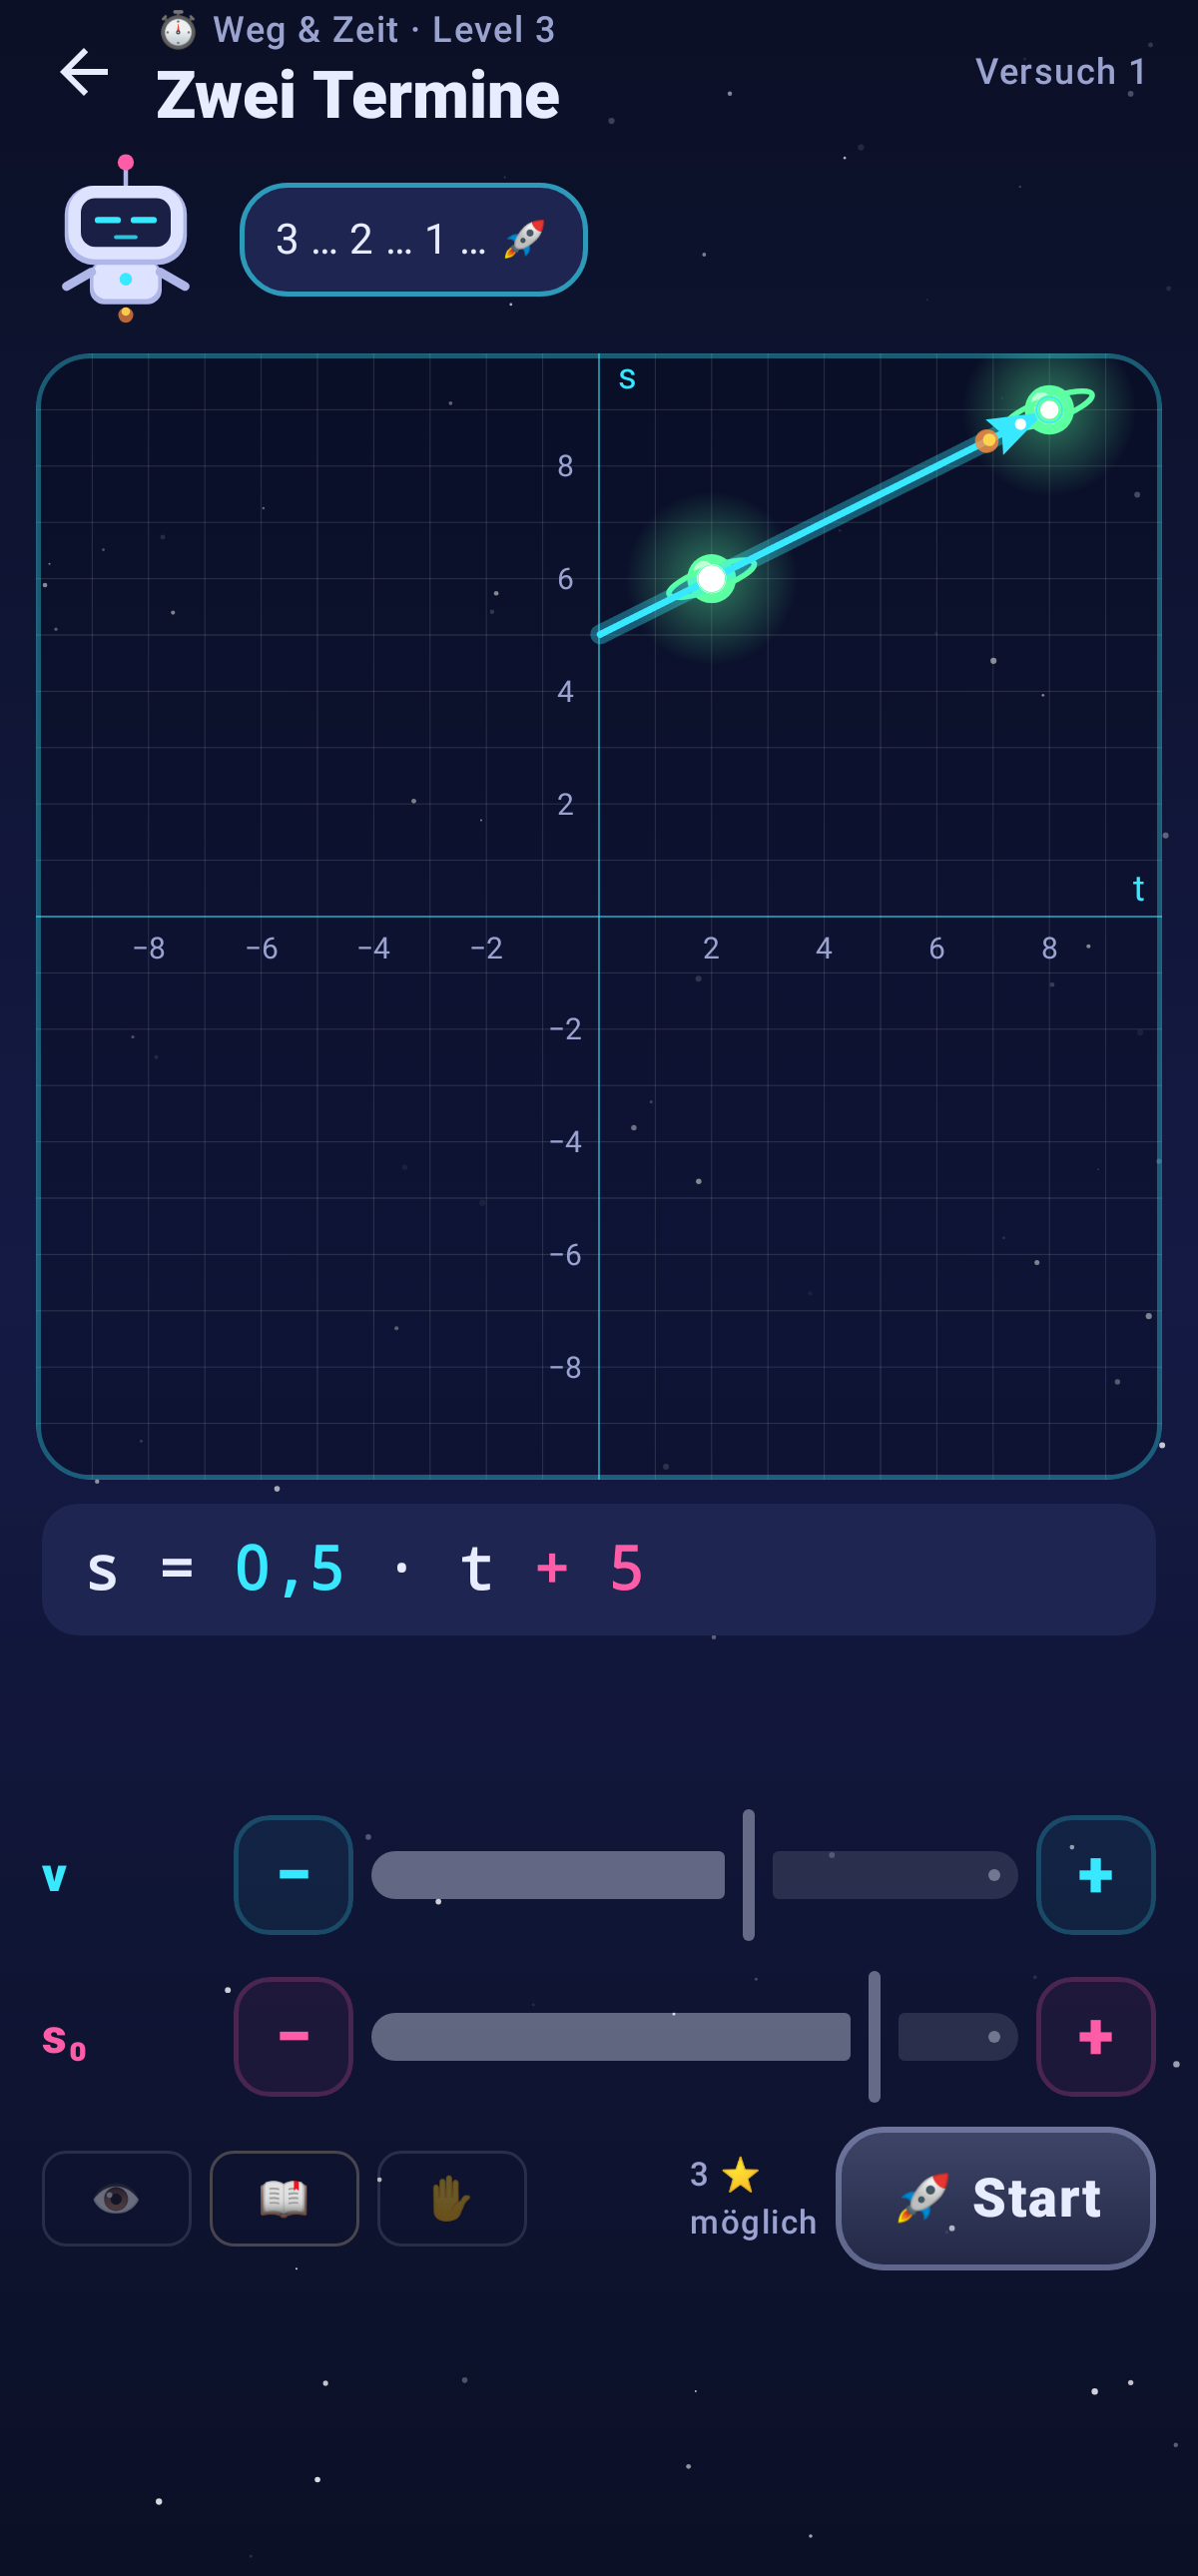 Weg & Zeit · Level 3
Zwei Termine
Versuch 1
3 … 2 … 1 … 🚀
s
8
6
4
2
t
−8 −6 −4 −2 2 4 6 8
−2
−4
−6
−8
s = 0,5 · t + 5
v − +
s₀ − +
3 ⭐
möglich
🚀 Start